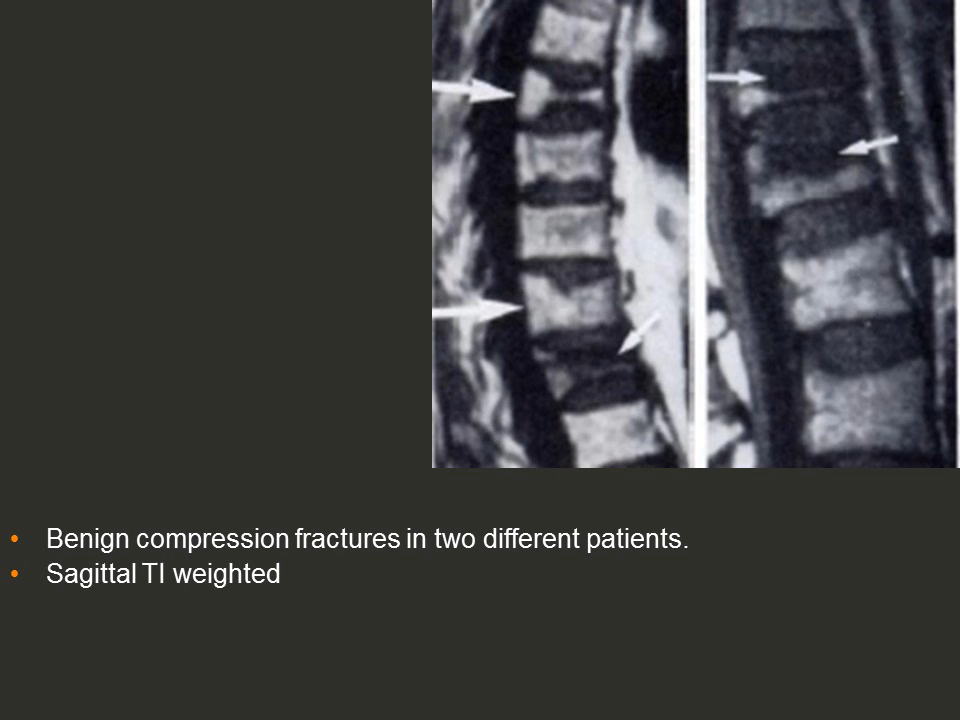 • Benign compression fractures in two different patients.
• Sagittal TI weighted